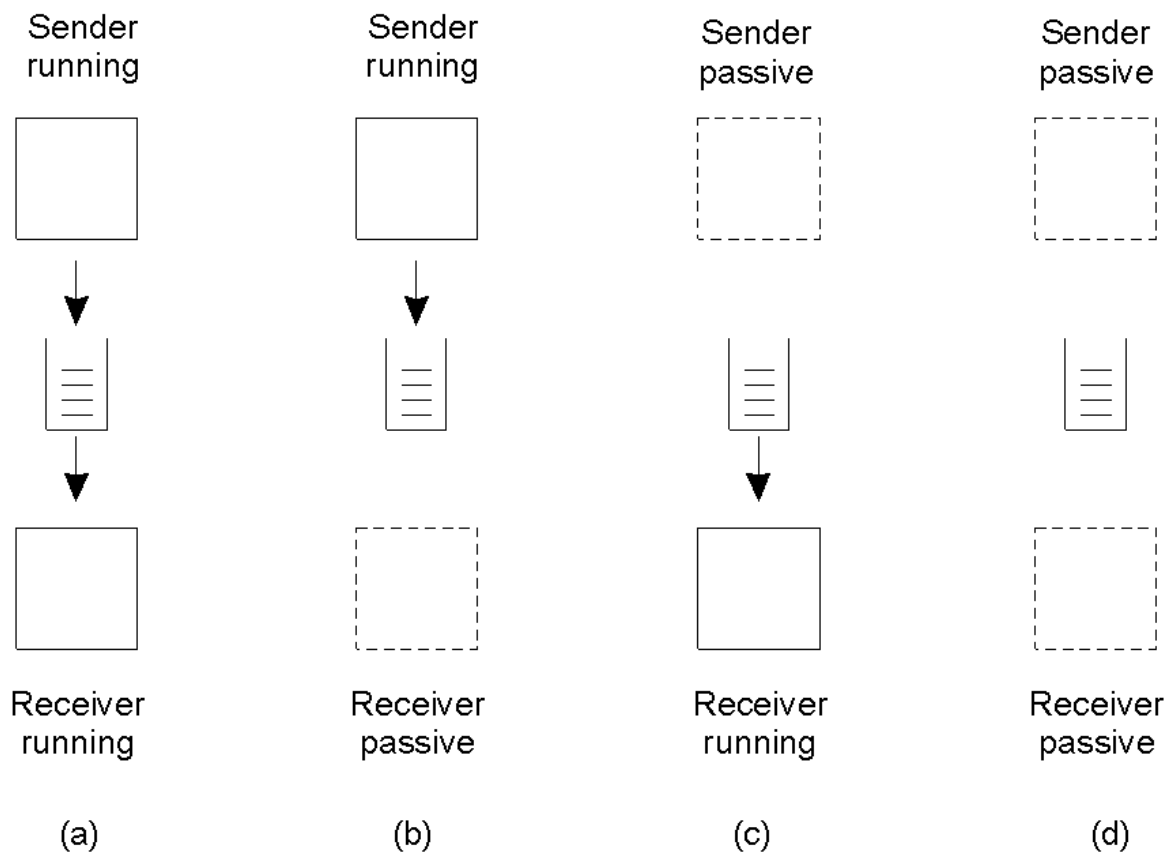 Sender
running
Sender
running
Sender
passive
Sender
passive
Receiver
running
Receiver
passive
Receiver
running
Receiver
passive
(a)
(b)
(c)
(d)